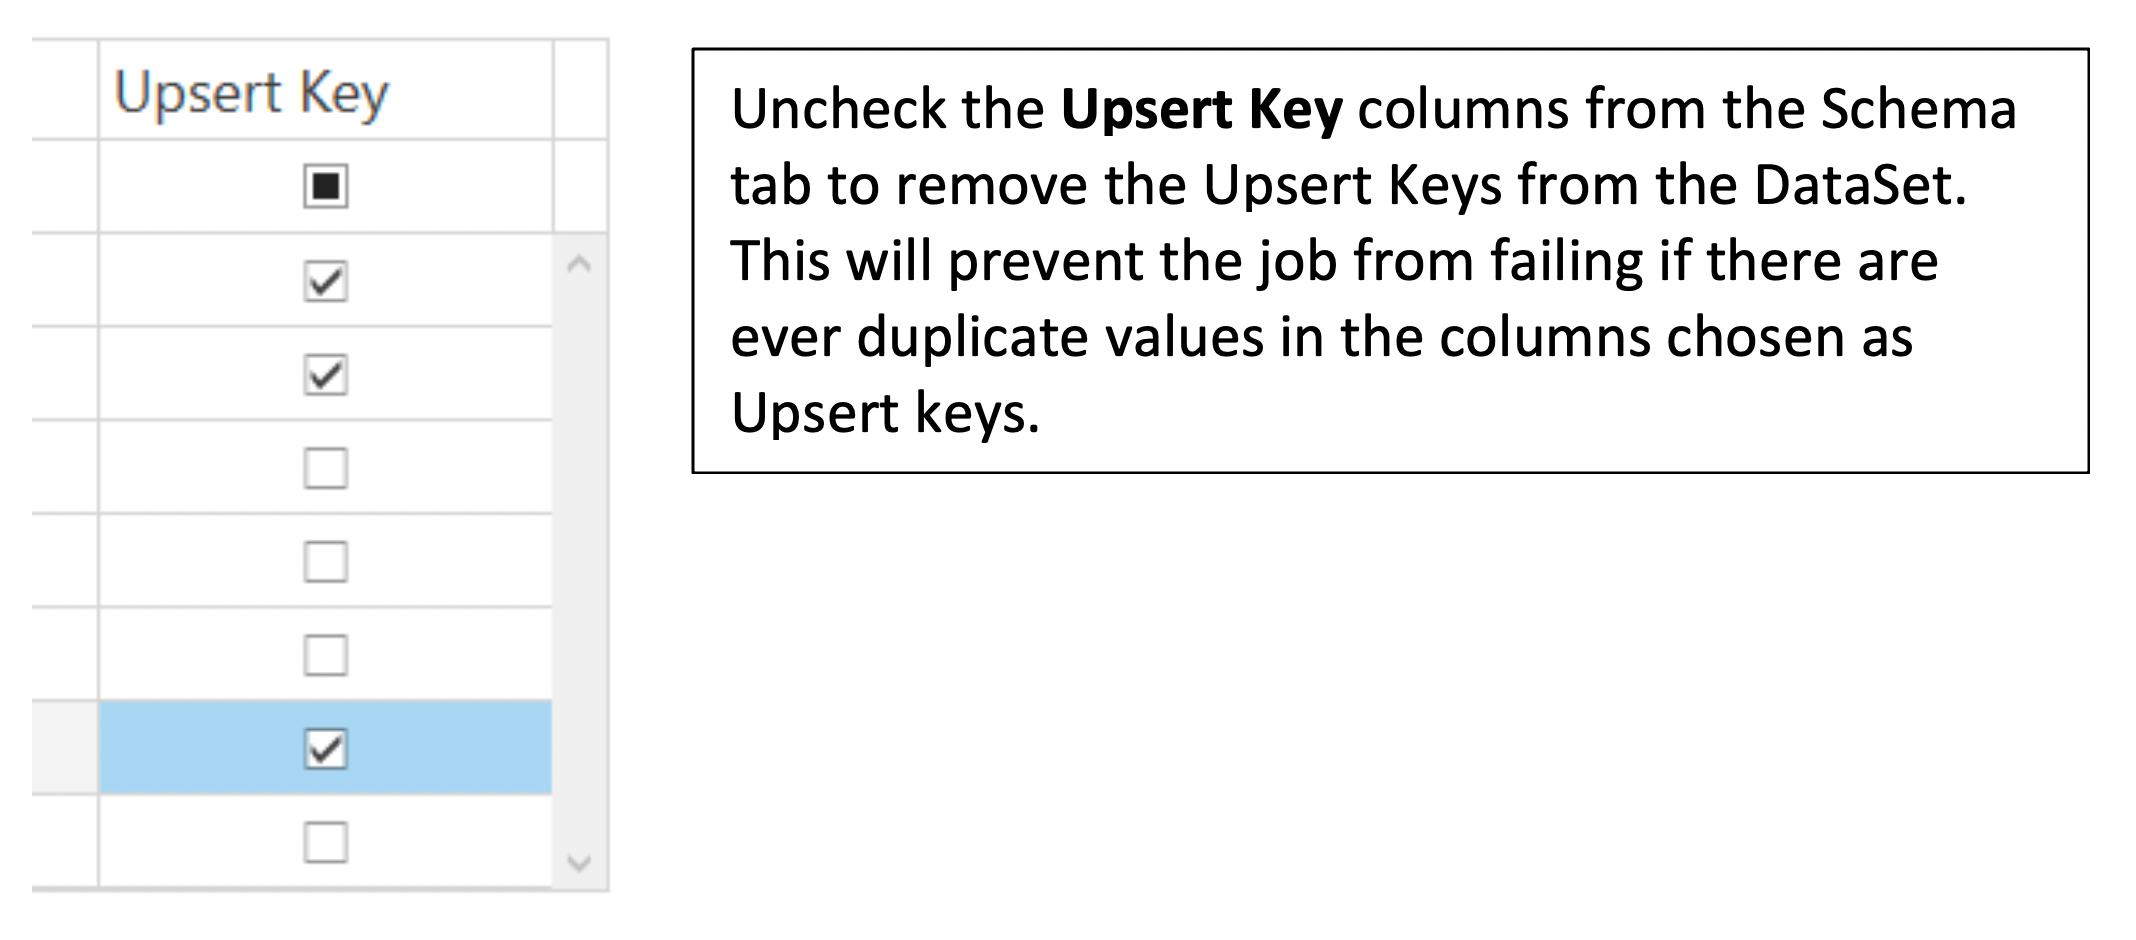 Upsert Key
Uncheck the Upsert Key columns from the Schema
tab to remove the Upsert Keys from the DataSet.
This will prevent the job from failing if there are
ever duplicate values in the columns chosen as
Upsert keys.